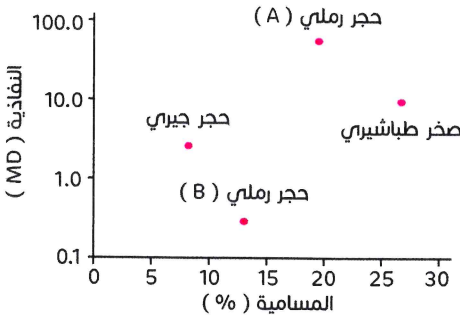 حجر رملي ( A )
100.0
10.0
1.0
0.1
النفاذية ( MD )
حجر جيري
صخر طباشيري
حجر رملي ( B )
0 5 10 15 20 25 30
المسامية ( % )